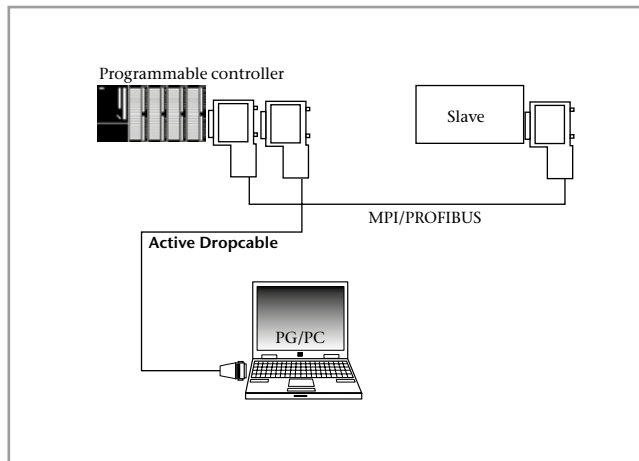 Programmable controller
Slave
MPI/PROFIBUS
Active Dropcable
PG/PC